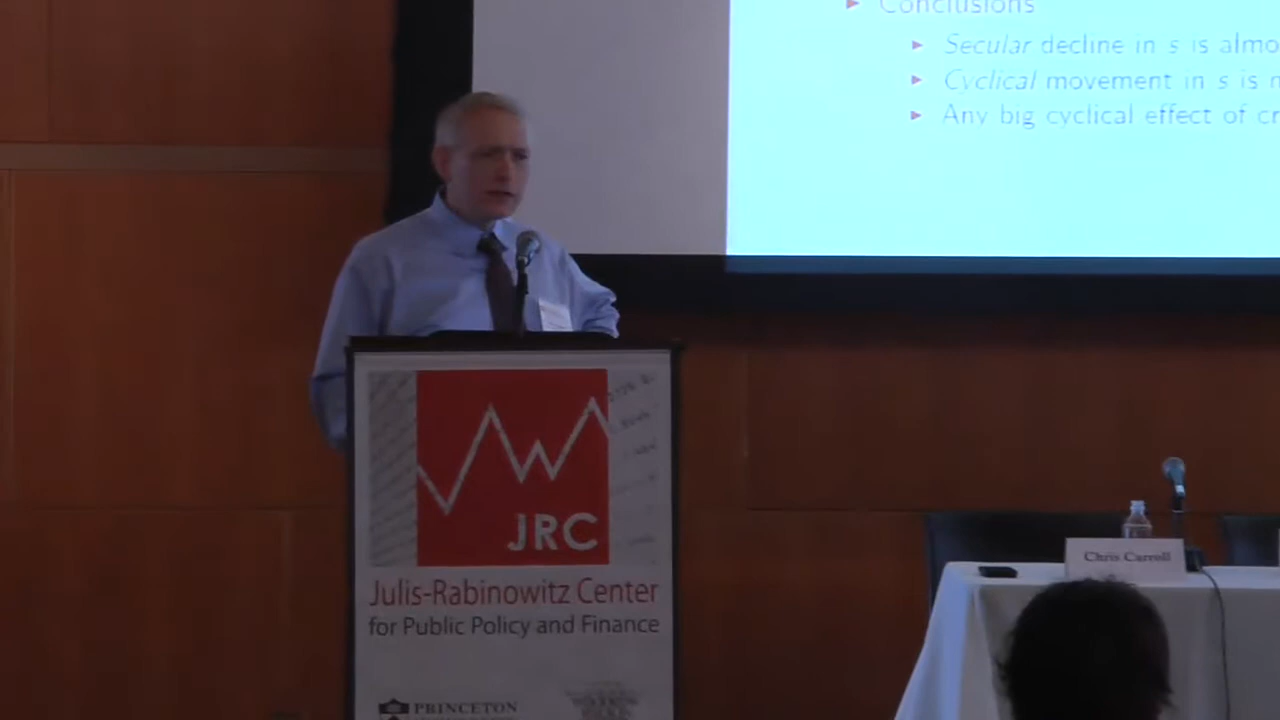 Conclusions
Secular decline in s is almo
Cyclical movement in s is
Any big cyclical effect of cr
JRC
Julis-Rabinowitz Center
for Public Policy and Finance
PRINCETON
Chris Carroll